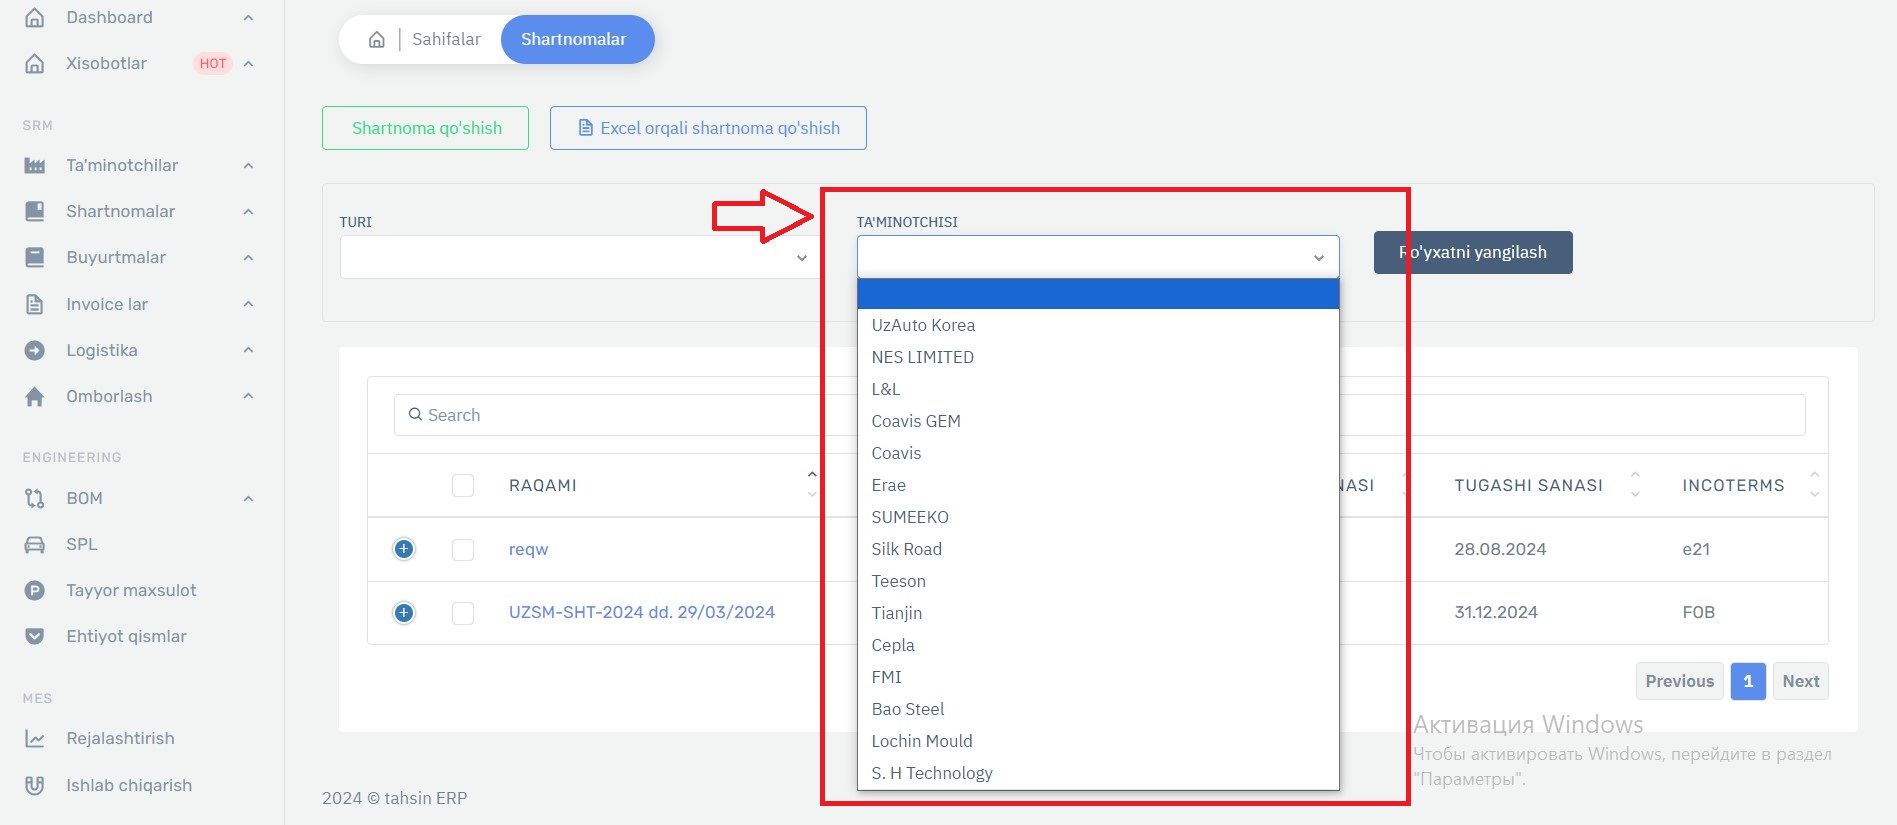 Dashboard
Xisobotlar HOT
SRM
Ta'minotchilar
Shartnomalar
Buyurtmalar
Invoice lar
Logistika
Omborlash
ENGINEERING
BOM
SPL
Tayyor maxsulot
Ehtiyot qismlar
MES
Rejalashtirish
Ishlab chiqarish
Sahifalar Shartnomalar
Shartnoma qo'shish Excel orqali shartnoma qo'shish
TURI TA'MINOTCHISI
Ro'yxatni yangilash
UzAuto Korea
NES LIMITED
L&L
Coavis GEM
Coavis
Erae
SUMEEKO
Silk Road
Teeson
Tianjin
Cepla
FMI
Bao Steel
Lochin Mould
S. H Technology
Search
RAQAMI TUGASHI SANASI INCOTERMS
reqw 28.08.2024 e21
UZSM-SHT-2024 dd. 29/03/2024 31.12.2024 FOB
Previous 1 Next
Активация Windows
Чтобы активировать Windows, перейдите в раздел
"Параметры".
2024 © tahsin ERP